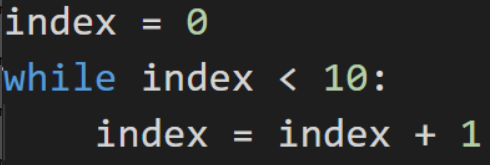 index = 0
while index < 10:
    index = index + 1